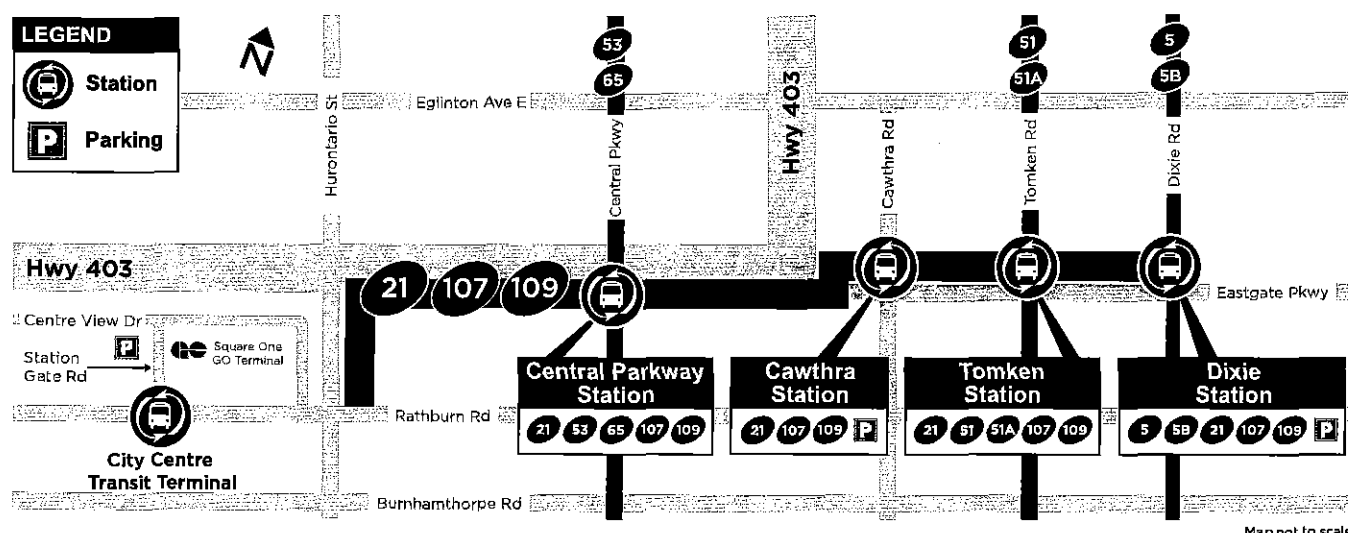 LEGEND
Station
P Parking
N
53
65
51
51A
5
5B
Hurontario St
Eglinton Ave E
Central Pkwy
Hwy 403
Cawthra Rd
Tomken Rd
Dixie Rd
Hwy 403
21 107 109
Eastgate Pkwy
Centre View Dr
P
GO Square One
GO Terminal
Station
Gate Rd
Rathburn Rd
City Centre
Transit Terminal
Central Parkway
Station
21 53 65 107 109
Cawthra
Station
21 107 109 P
Tomken
Station
21 51 51A 107 109
Dixie
Station
5 5B 21 107 109 P
Burnhamthorpe Rd
Map not to scale